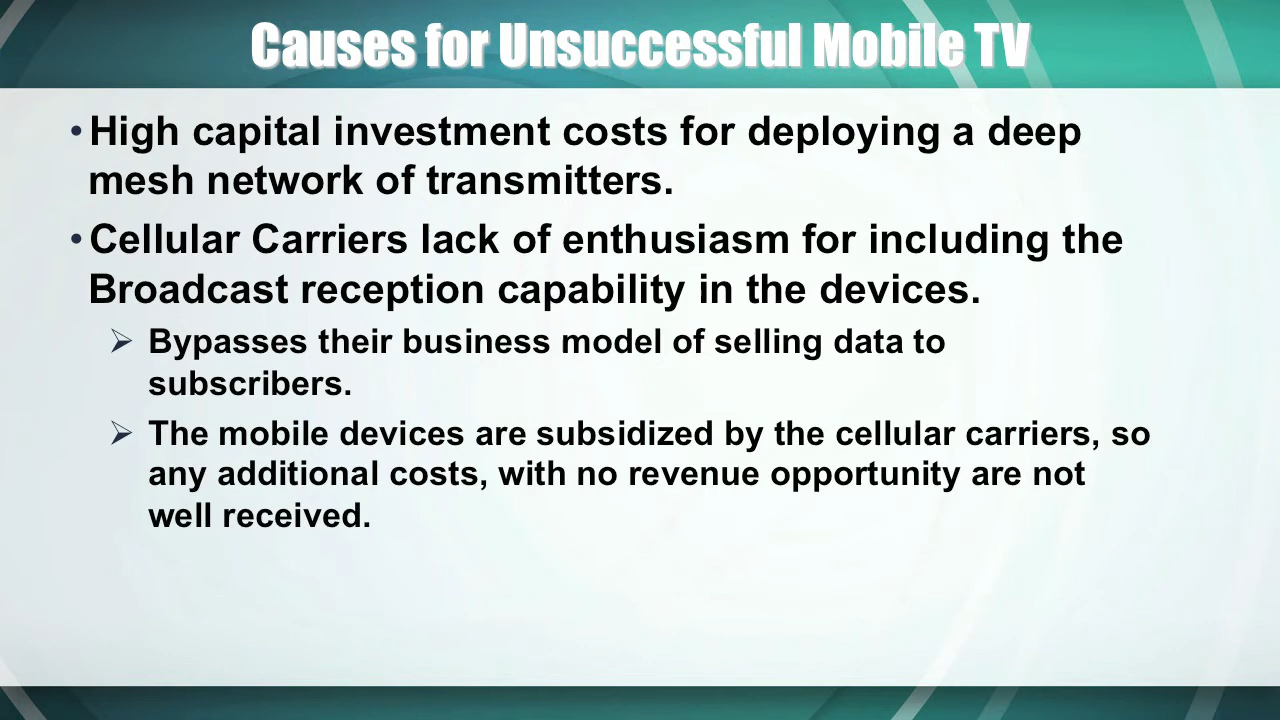 Causes for Unsuccessful Mobile TV
•High capital investment costs for deploying a deep
mesh network of transmitters.
•Cellular Carriers lack of enthusiasm for including the
Broadcast reception capability in the devices.
➢ Bypasses their business model of selling data to
subscribers.
➢ The mobile devices are subsidized by the cellular carriers, so
any additional costs, with no revenue opportunity are not
well received.